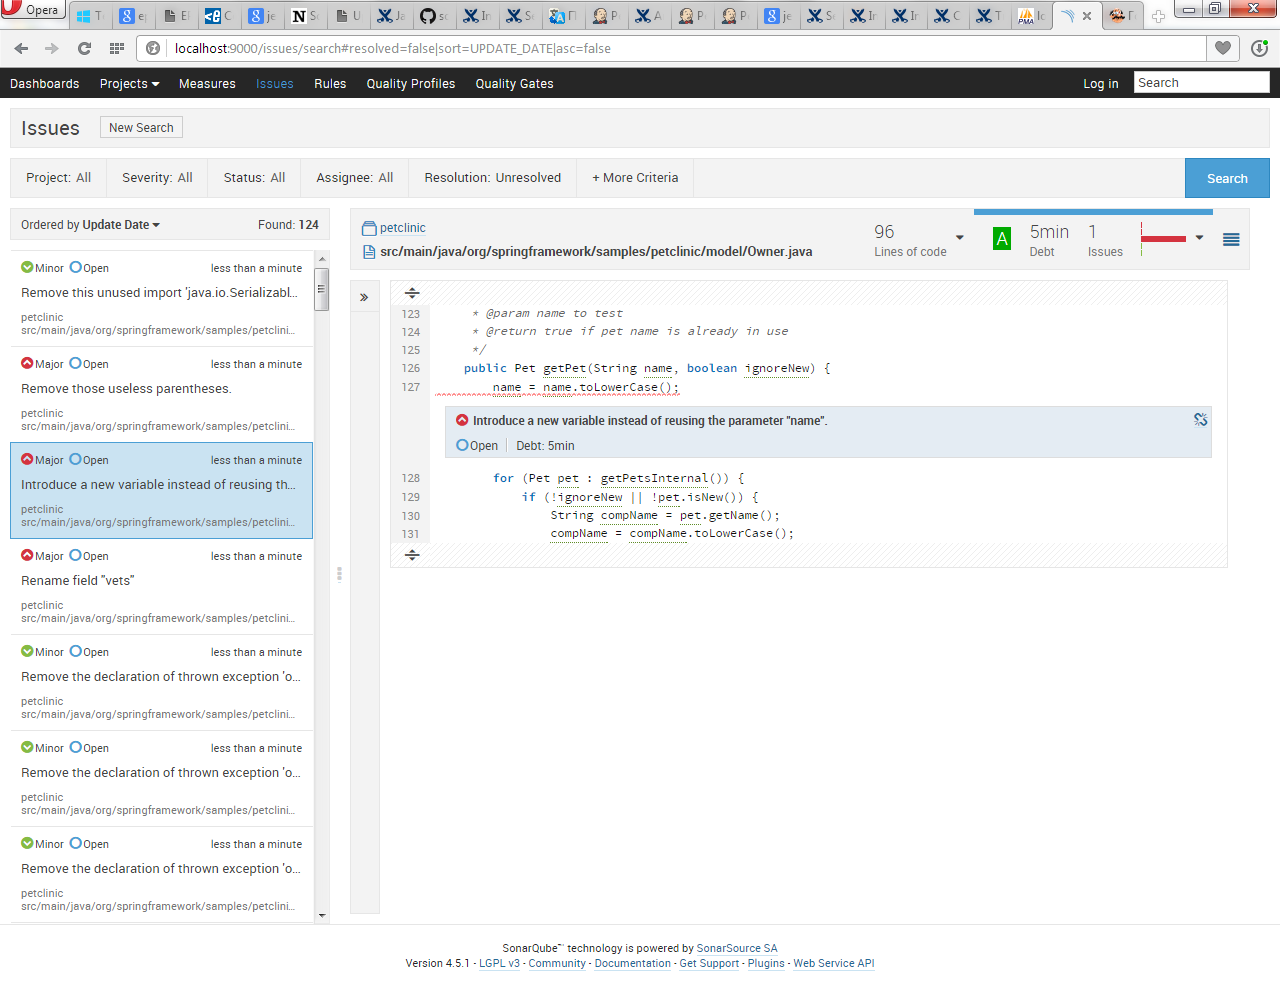 Opera
localhost:9000/issues/search#resolved=false|sort=UPDATE_DATE|asc=false
Dashboards Projects Measures Issues Rules Quality Profiles Quality Gates Log in Search
Issues New Search
Project: All Severity: All Status: All Assignee: All Resolution: Unresolved + More Criteria Search
Ordered by Update Date Found: 124
Minor Open less than a minute
Remove this unused import 'java.io.Serializabl...
petclinic
src/main/java/org/springframework/samples/petclini...
Major Open less than a minute
Remove those useless parentheses.
petclinic
src/main/java/org/springframework/samples/petclini...
Major Open less than a minute
Introduce a new variable instead of reusing th...
petclinic
src/main/java/org/springframework/samples/petclini...
Major Open less than a minute
Rename field "vets"
petclinic
src/main/java/org/springframework/samples/petclini...
Minor Open less than a minute
Remove the declaration of thrown exception 'o...
petclinic
src/main/java/org/springframework/samples/petclini...
Minor Open less than a minute
Remove the declaration of thrown exception 'o...
petclinic
src/main/java/org/springframework/samples/petclini...
Minor Open less than a minute
Remove the declaration of thrown exception 'o...
petclinic
src/main/java/org/springframework/samples/petclini...
petclinic
src/main/java/org/springframework/samples/petclinic/model/Owner.java
96
Lines of code
A
5min
Debt
1
Issues
123 * @param name to test
124 * @return true if pet name is already in use
125 */
126 public Pet getPet(String name, boolean ignoreNew) {
127 name = name.toLowerCase();
Introduce a new variable instead of reusing the parameter "name".
Open Debt: 5min
128 for (Pet pet : getPetsInternal()) {
129 if (!ignoreNew || !pet.isNew()) {
130 String compName = pet.getName();
131 compName = compName.toLowerCase();
SonarQube™ technology is powered by SonarSource SA
Version 4.5.1 - LGPL v3 - Community - Documentation - Get Support - Plugins - Web Service API